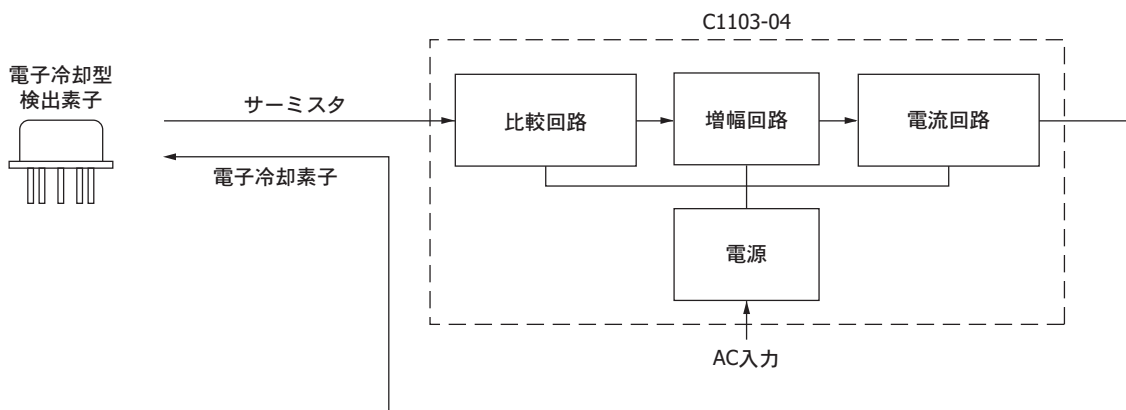 C1103-04
電子冷却型
検出素子
サーミスタ
比較回路
増幅回路
電流回路
電子冷却素子
電源
AC入力